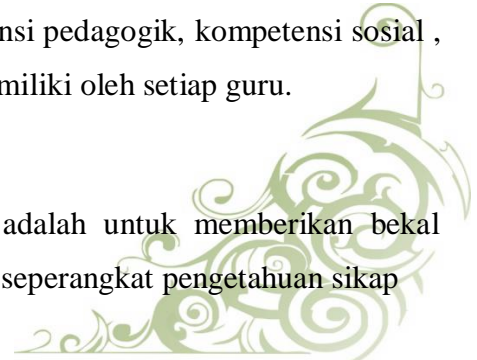 nsi pedagogik, kompetensi sosial ,
miliki oleh setiap guru.
adalah untuk memberikan bekal
seperangkat pengetahuan sikap